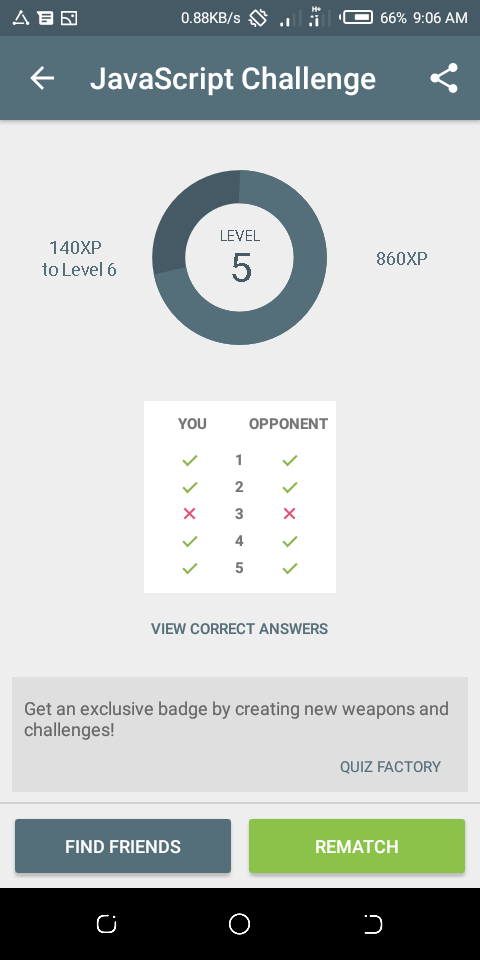 0.88KB/s H+ 66% 9:06 AM
JavaScript Challenge
140XP
to Level 6
LEVEL
5
860XP
YOU OPPONENT
1
2
3
4
5
VIEW CORRECT ANSWERS
Get an exclusive badge by creating new weapons and
challenges!
QUIZ FACTORY
FIND FRIENDS REMATCH